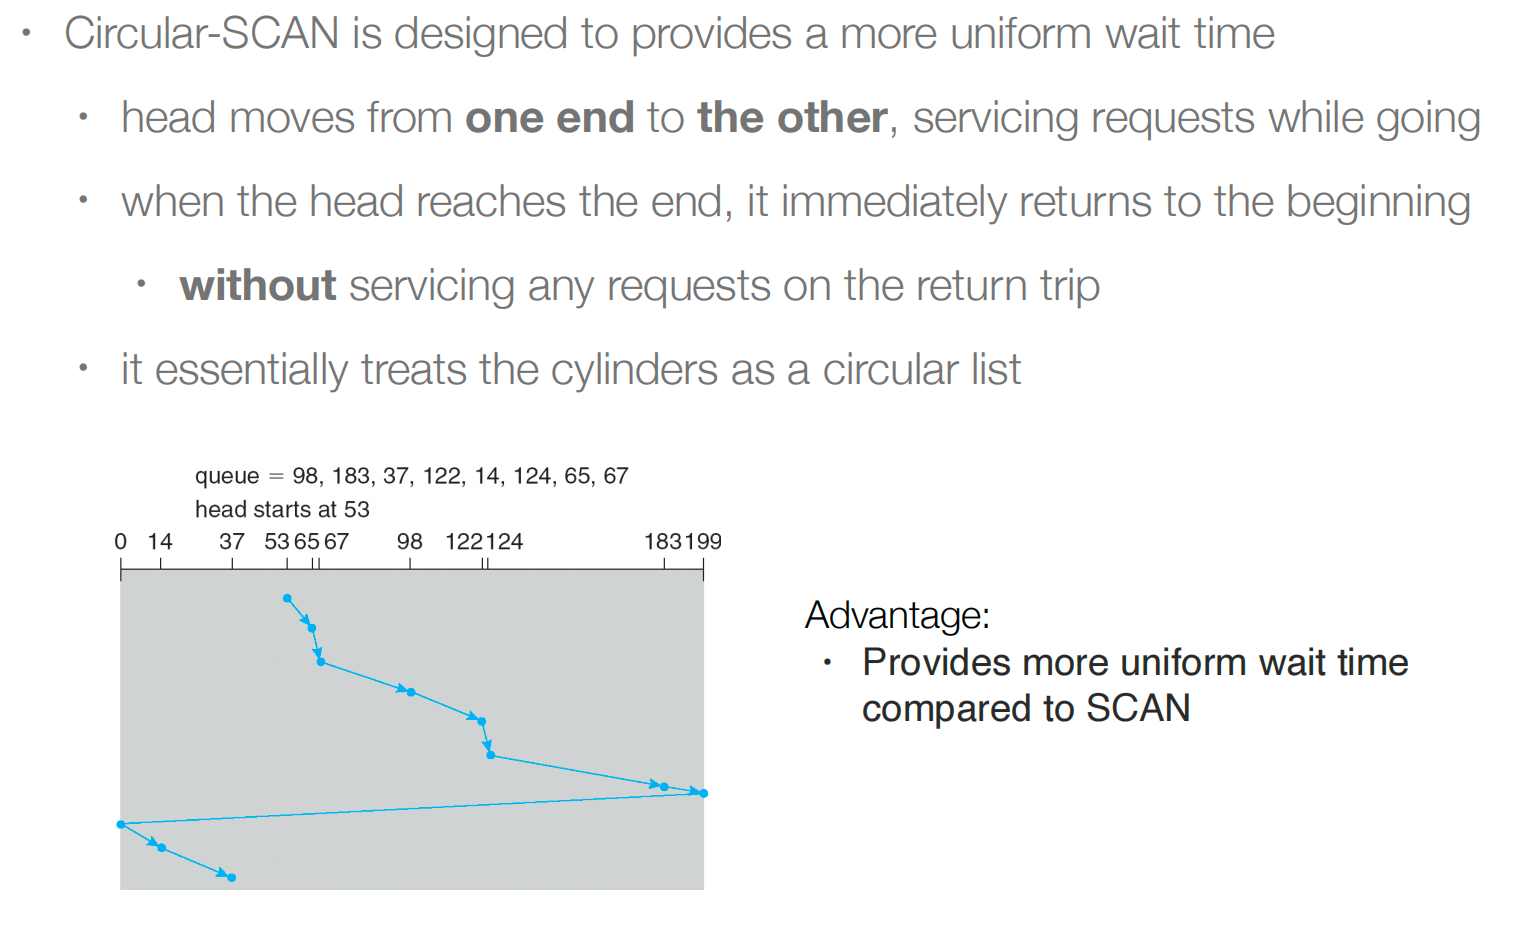 • Circular-SCAN is designed to provides a more uniform wait time
• head moves from one end to the other, servicing requests while going
• when the head reaches the end, it immediately returns to the beginning
• without servicing any requests on the return trip
• it essentially treats the cylinders as a circular list
queue = 98, 183, 37, 122, 14, 124, 65, 67
head starts at 53
0 14 37 53 65 67 98 122 124 183 199
Advantage:
• Provides more uniform wait time
compared to SCAN